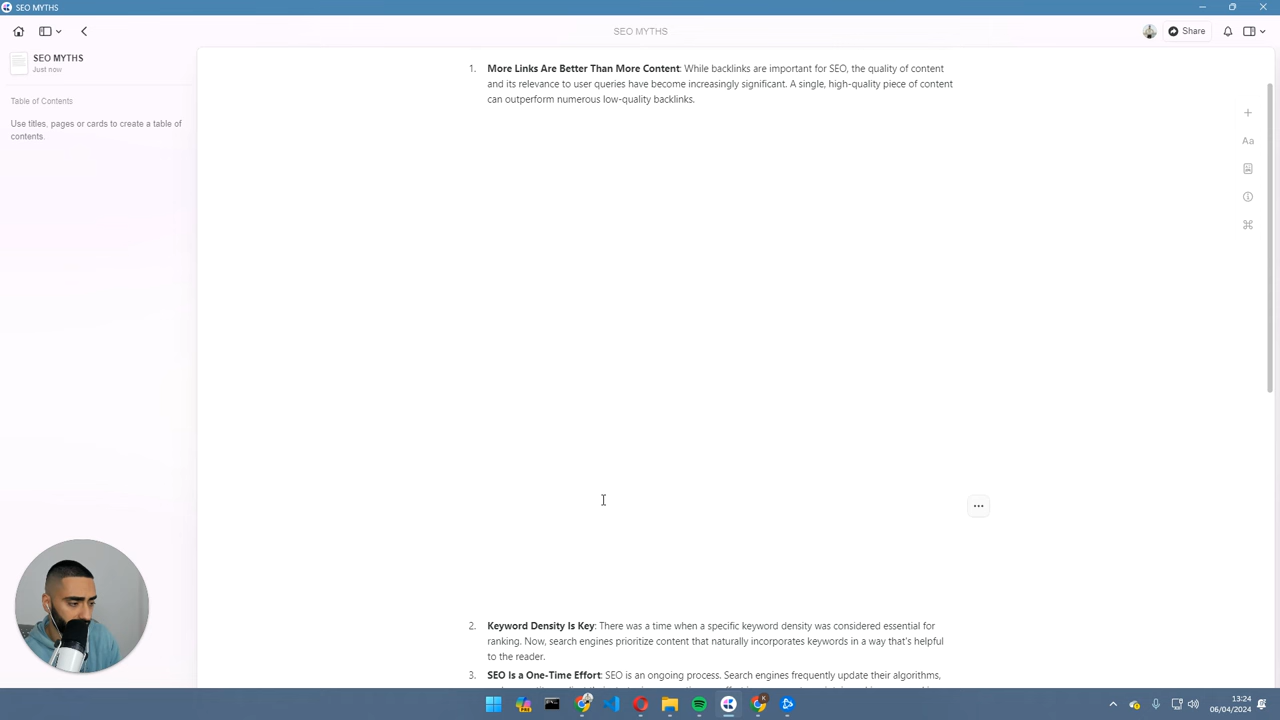 SEO MYTHS
SEO MYTHS
Share
SEO MYTHS
Just now
Table of Contents
Use titles, pages or cards to create a table of
contents.
1. More Links Are Better Than More Content: While backlinks are important for SEO, the quality of content
and its relevance to user queries have become increasingly significant. A single, high-quality piece of content
can outperform numerous low-quality backlinks.
Aa
2. Keyword Density Is Key: There was a time when a specific keyword density was considered essential for
ranking. Now, search engines prioritize content that naturally incorporates keywords in a way that's helpful
to the reader.
3. SEO Is a One-Time Effort: SEO is an ongoing process. Search engines frequently update their algorithms,
13:24
06/04/2024